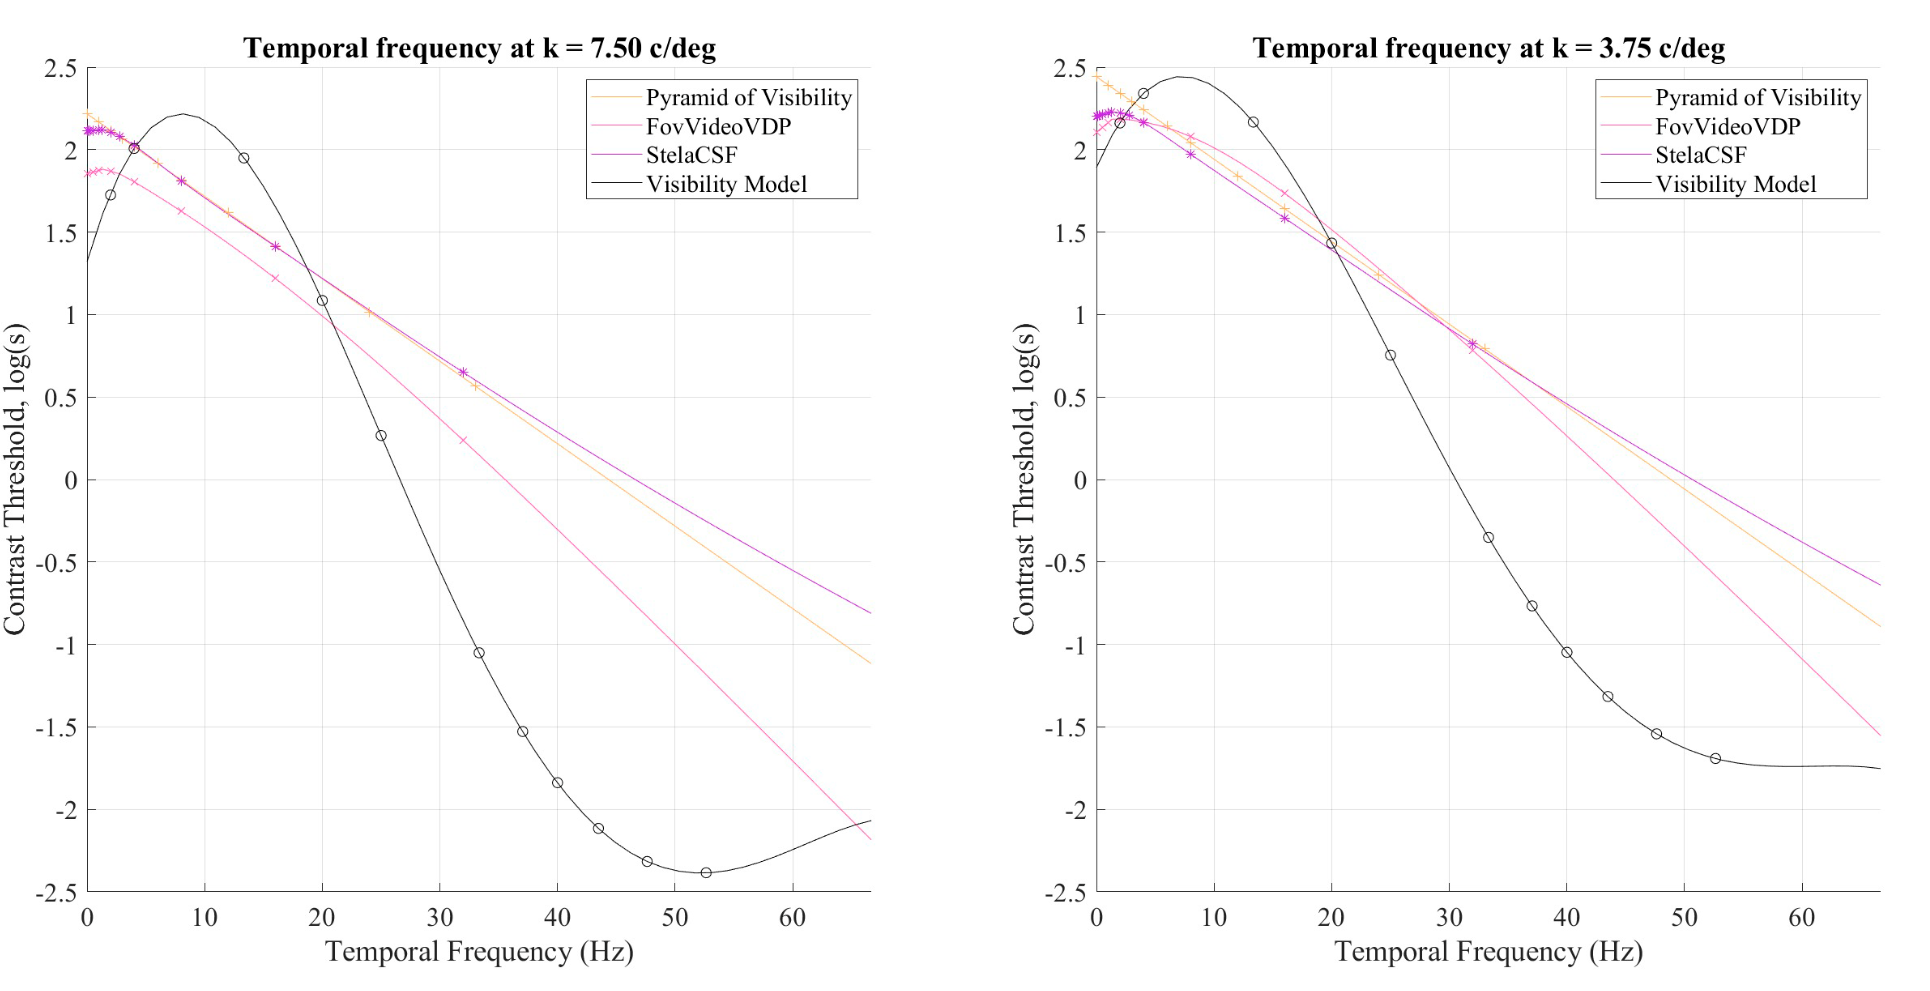 Temporal frequency at k = 7.50 c/deg
2.5
2
1.5
1
0.5
0
-0.5
-1
-1.5
-2
-2.5
Contrast Threshold, log(s)
Pyramid of Visibility
FovVideoVDP
StelaCSF
Visibility Model
0 10 20 30 40 50 60
Temporal Frequency (Hz)
Temporal frequency at k = 3.75 c/deg
2.5
2
1.5
1
0.5
0
-0.5
-1
-1.5
-2
-2.5
Contrast Threshold, log(s)
Pyramid of Visibility
FovVideoVDP
StelaCSF
Visibility Model
0 10 20 30 40 50 60
Temporal Frequency (Hz)